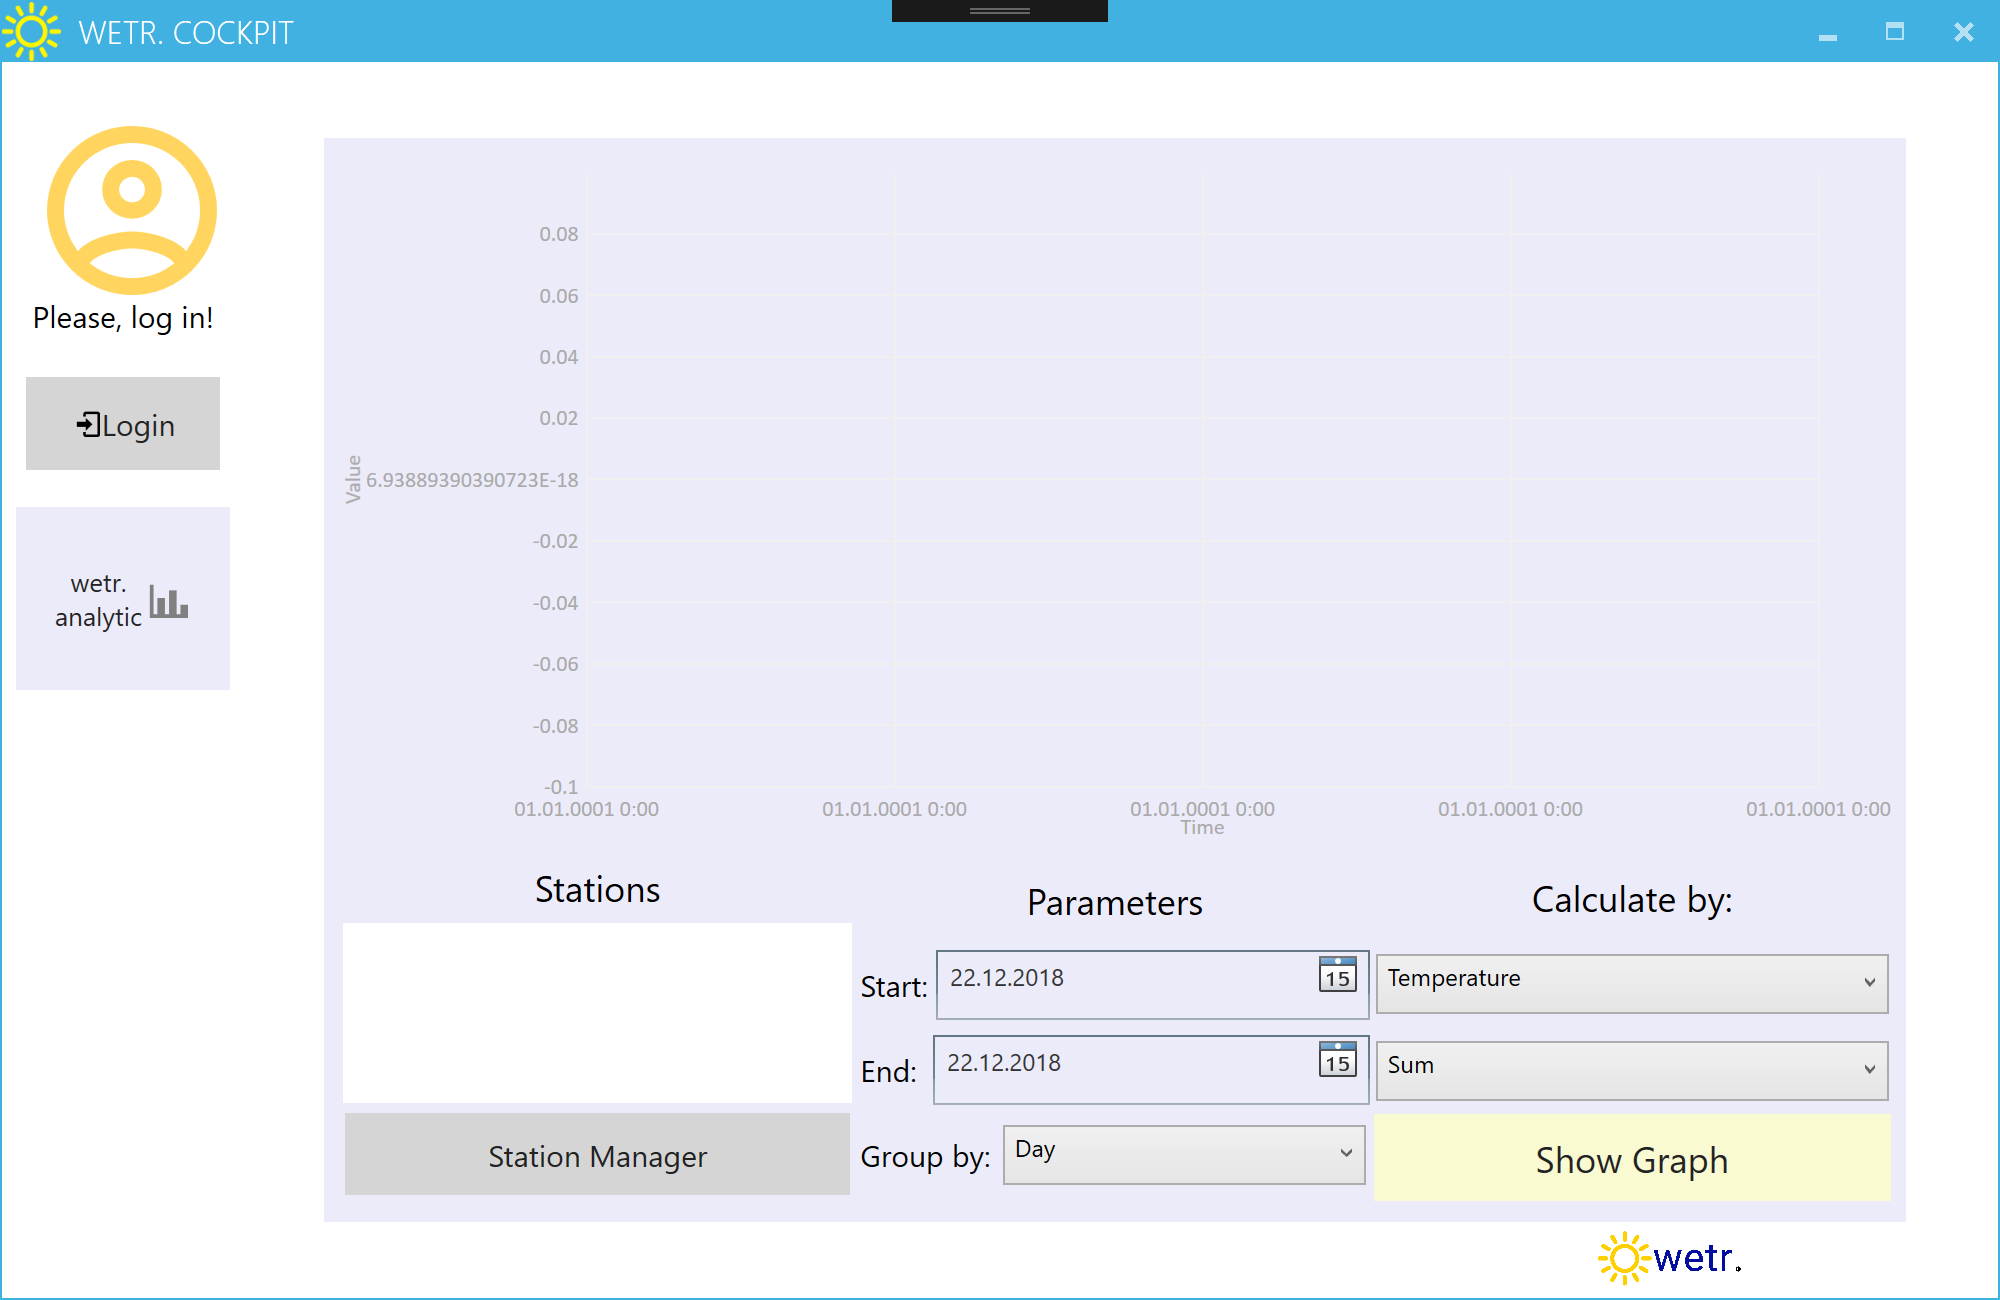 WETR. COCKPIT
Please, log in!
Login
wetr.
analytic
0.08
0.06
0.04
0.02
6.93889390390723E-18
-0.02
-0.04
-0.06
-0.08
-0.1
Value
01.01.0001 0:00 01.01.0001 0:00 01.01.0001 0:00 01.01.0001 0:00 01.01.0001 0:00
Time
Stations
Station Manager
Parameters
Start: 22.12.2018 15
End: 22.12.2018 15
Group by: Day
Calculate by:
Temperature
Sum
Show Graph
wetr.